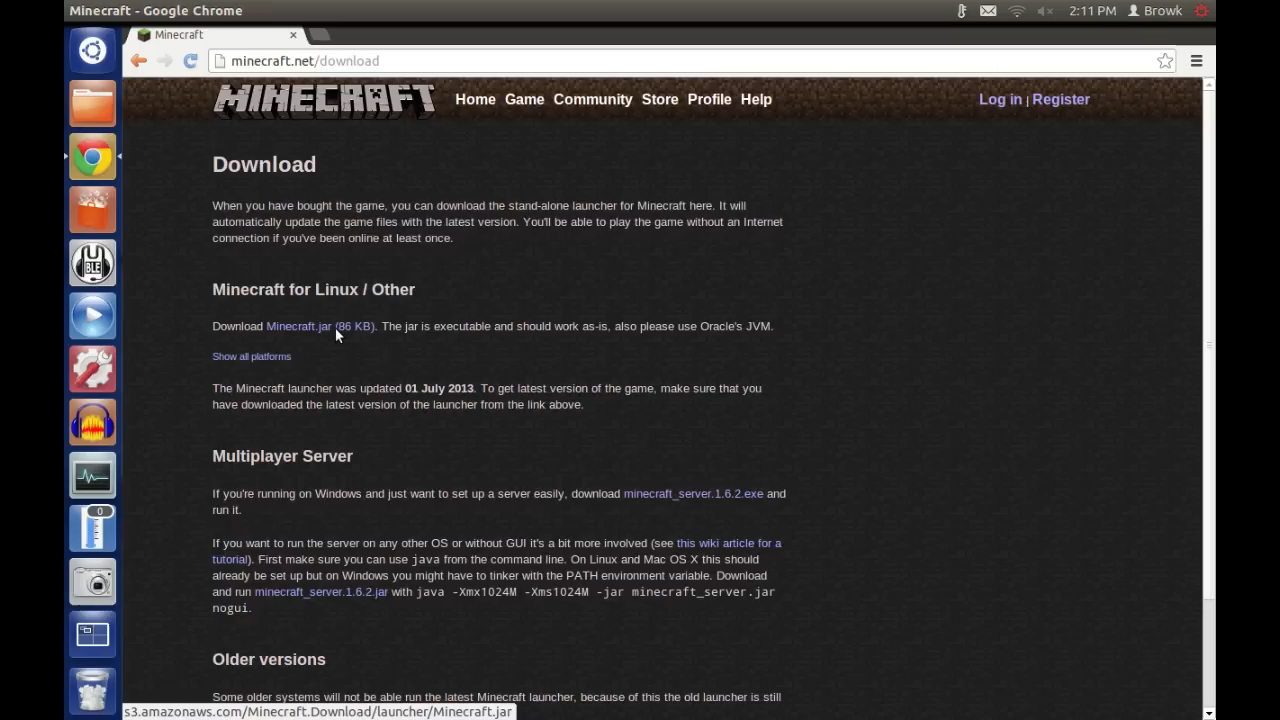 Minecraft - Google Chrome
2:11 PM Browk
Minecraft
minecraft.net/download
MINECRAFT
Home Game Community Store Profile Help
Log in | Register
Download
When you have bought the game, you can download the stand-alone launcher for Minecraft here. It will
automatically update the game files with the latest version. You'll be able to play the game without an Internet
connection if you've been online at least once.
Minecraft for Linux / Other
Download Minecraft.jar (86 KB). The jar is executable and should work as-is, also please use Oracle's JVM.
Show all platforms
The Minecraft launcher was updated 01 July 2013. To get latest version of the game, make sure that you
have downloaded the latest version of the launcher from the link above.
Multiplayer Server
If you're running on Windows and just want to set up a server easily, download minecraft_server.1.6.2.exe and
run it.
If you want to run the server on any other OS or without GUI it's a bit more involved (see this wiki article for a
tutorial). First make sure you can use java from the command line. On Linux and Mac OS X this should
already be set up but on Windows you might have to tinker with the PATH environment variable. Download
and run minecraft_server.1.6.2.jar with java -Xmx1024M -Xms1024M -jar minecraft_server.jar
nogui.
Older versions
Some older systems will not be able run the latest Minecraft launcher, because of this the old launcher is still
s3.amazonaws.com/Minecraft.Download/launcher/Minecraft.jar
U
BLE
0